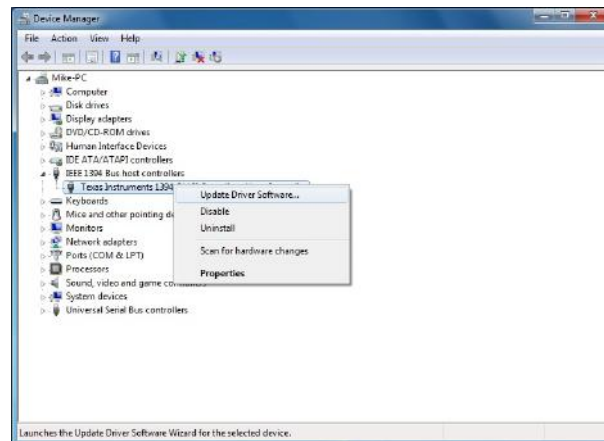 Device Manager
File Action View Help
Mike-PC
Computer
Disk drives
Display adapters
DVD/CD-ROM drives
Human Interface Devices
IDE ATA/ATAPI controllers
IEEE 1394 Bus host controllers
Texas Instruments 1394
Update Driver Software...
Keyboards
Disable
Mice and other pointing de
Uninstall
Monitors
Network adapters
Scan for hardware changes
Ports (COM & LPT)
Processors
Properties
Sound, video and game
System devices
Universal Serial Bus controllers
Launches the Update Driver Software Wizard for the selected device.